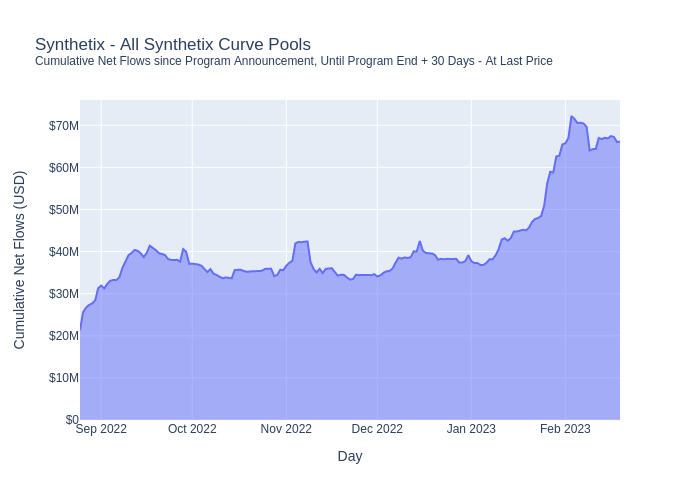 Synthetix - All Synthetix Curve Pools
Cumulative Net Flows since Program Announcement, Until Program End + 30 Days - At Last Price
Cumulative Net Flows (USD)
$70M
$60M
$50M
$40M
$30M
$20M
$10M
$0
Sep 2022 Oct 2022 Nov 2022 Dec 2022 Jan 2023 Feb 2023
Day